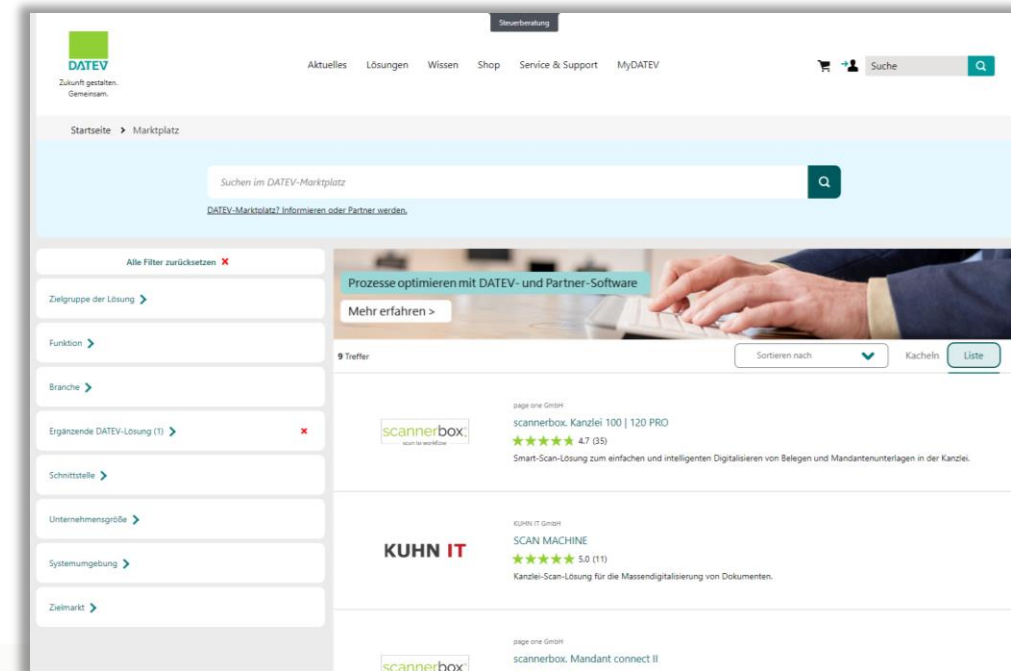 Steuerberatung
DATEV
Zukunft gestalten.
Gemeinsam.
Aktuelles Lösungen Wissen Shop Service & Support MyDATEV
Suche
Startseite > Marktplatz
Suchen im DATEV-Marktplatz
DATEV-Marktplatz? Informieren oder Partner werden.
Alle Filter zurücksetzen
Zielgruppe der Lösung
Funktion
Branche
Ergänzende DATEV-Lösung (1)
Schnittstelle
Unternehmensgröße
Systemumgebung
Zielmarkt
Prozesse optimieren mit DATEV- und Partner-Software
Mehr erfahren >
9 Treffer
Sortieren nach
Kacheln
Liste
scannerbox.
scan to workflow
page one GmbH
scannerbox. Kanzlei 100 | 120 PRO
4.7 (35)
Smart-Scan-Lösung zum einfachen und intelligenten Digitalisieren von Belegen und Mandantenunterlagen in der Kanzlei.
KUHN IT
KUHN IT GmbH
SCAN MACHINE
5.0 (11)
Kanzlei-Scan-Lösung für die Massendigitalisierung von Dokumenten.
scannerbox.
page one GmbH
scannerbox. Mandant connect II